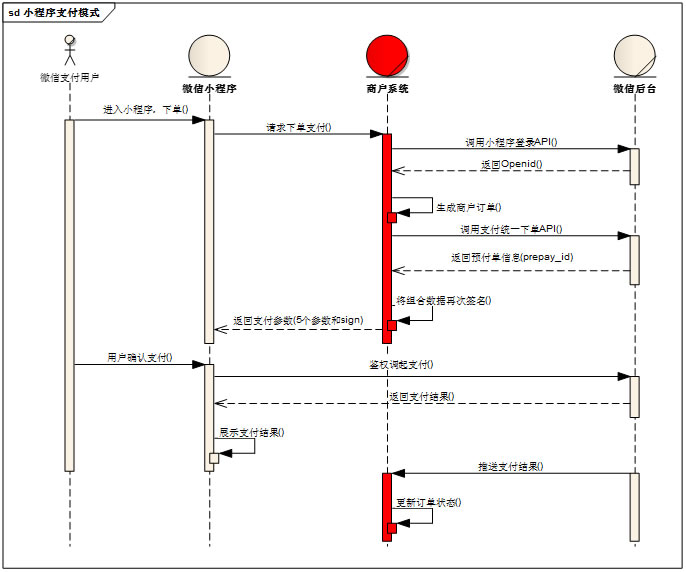 sd 小程序支付模式
微信支付用户
微信小程序
商户系统
微信后台
进入小程序，下单()
请求下单支付()
调用小程序登录API()
返回Openid()
生成商户订单()
调用支付统一下单API()
返回预付单信息(prepay_id)
将组合数据再次签名()
返回支付参数(5个参数和sign)
用户确认支付()
鉴权调起支付()
返回支付结果()
展示支付结果()
推送支付结果()
更新订单状态()